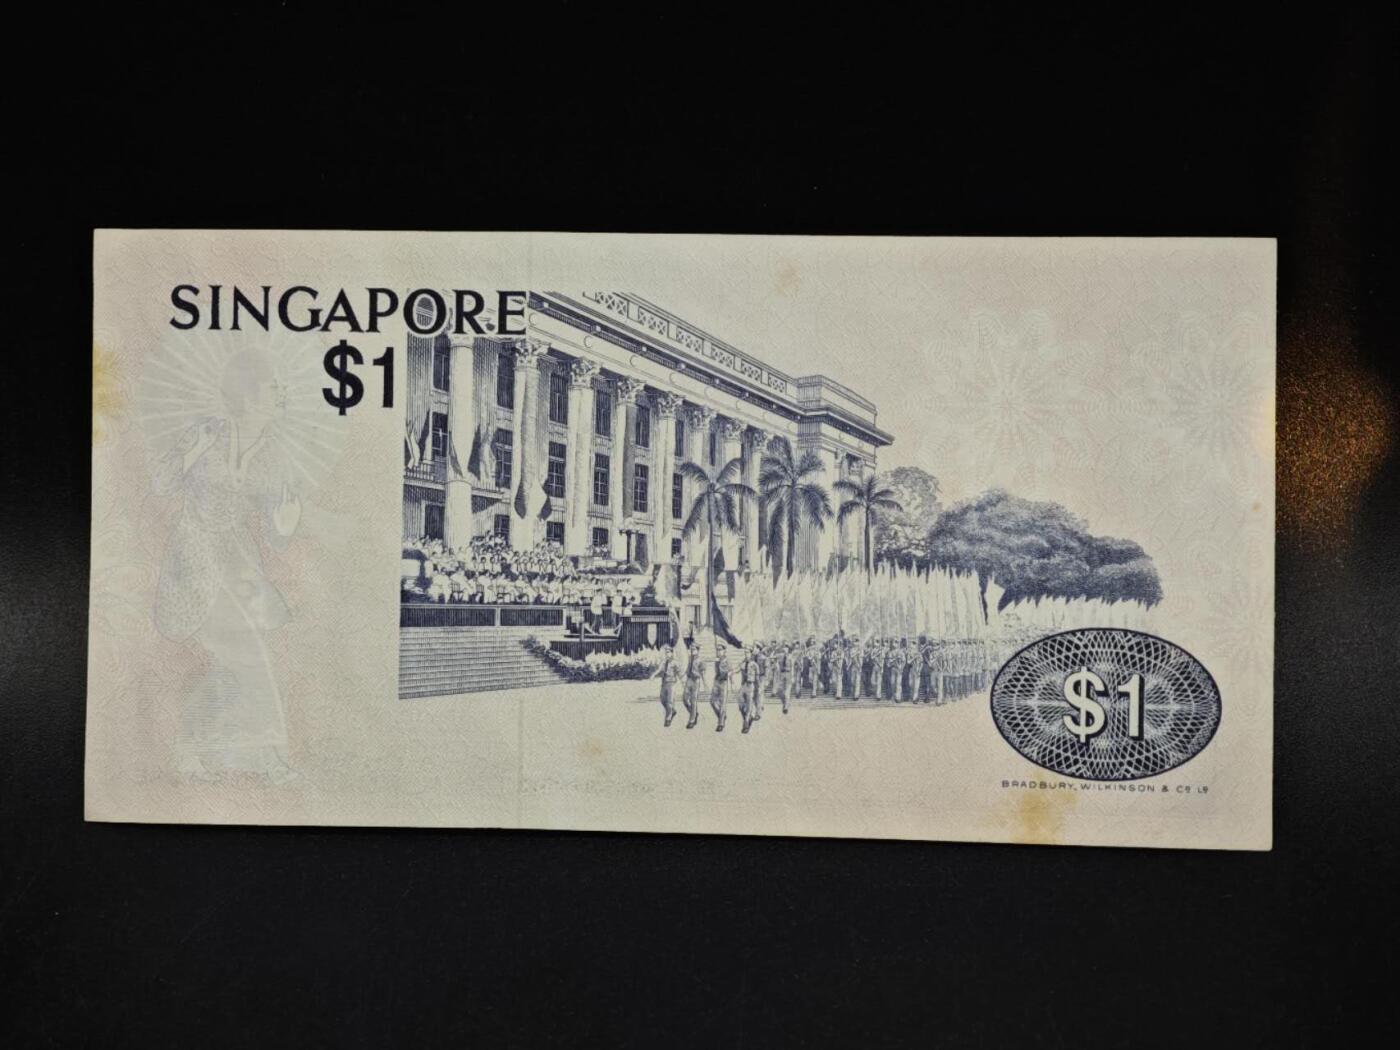 SINGAPORE
$1
$1
BRADBURY, WILKINSON & Cº Lº